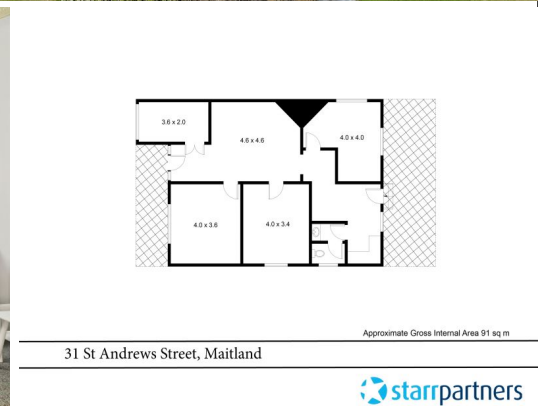 3.6 x 2.0
4.6 x 4.6
4.0 x 4.0
4.0 x 3.6
4.0 x 3.4
Approximate Gross Internal Area 91 sq m
31 St Andrews Street, Maitland
starrpartners